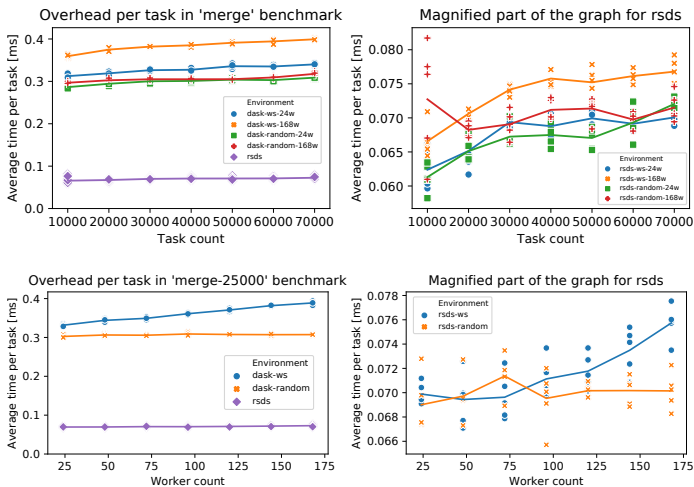 Overhead per task in 'merge' benchmark
Average time per task [ms]
0.4
0.3
0.2
0.1
0.0
Environment
dask-ws-24w
dask-ws-168w
dask-random-24w
dask-random-168w
rsds
10000 20000 30000 40000 50000 60000 70000
Task count
Magnified part of the graph for rsds
Average time per task [ms]
0.080
0.075
0.070
0.065
0.060
Environment
rsds-ws-24w
rsds-ws-168w
rsds-random-24w
rsds-random-168w
10000 20000 30000 40000 50000 60000 70000
Task count
Overhead per task in 'merge-25000' benchmark
Average time per task [ms]
0.4
0.3
0.2
0.1
0.0
Environment
dask-ws
dask-random
rsds
25 50 75 100 125 150 175
Worker count
Magnified part of the graph for rsds
Average time per task [ms]
0.078
0.076
0.074
0.072
0.070
0.068
0.066
Environment
rsds-ws
rsds-random
25 50 75 100 125 150 175
Worker count